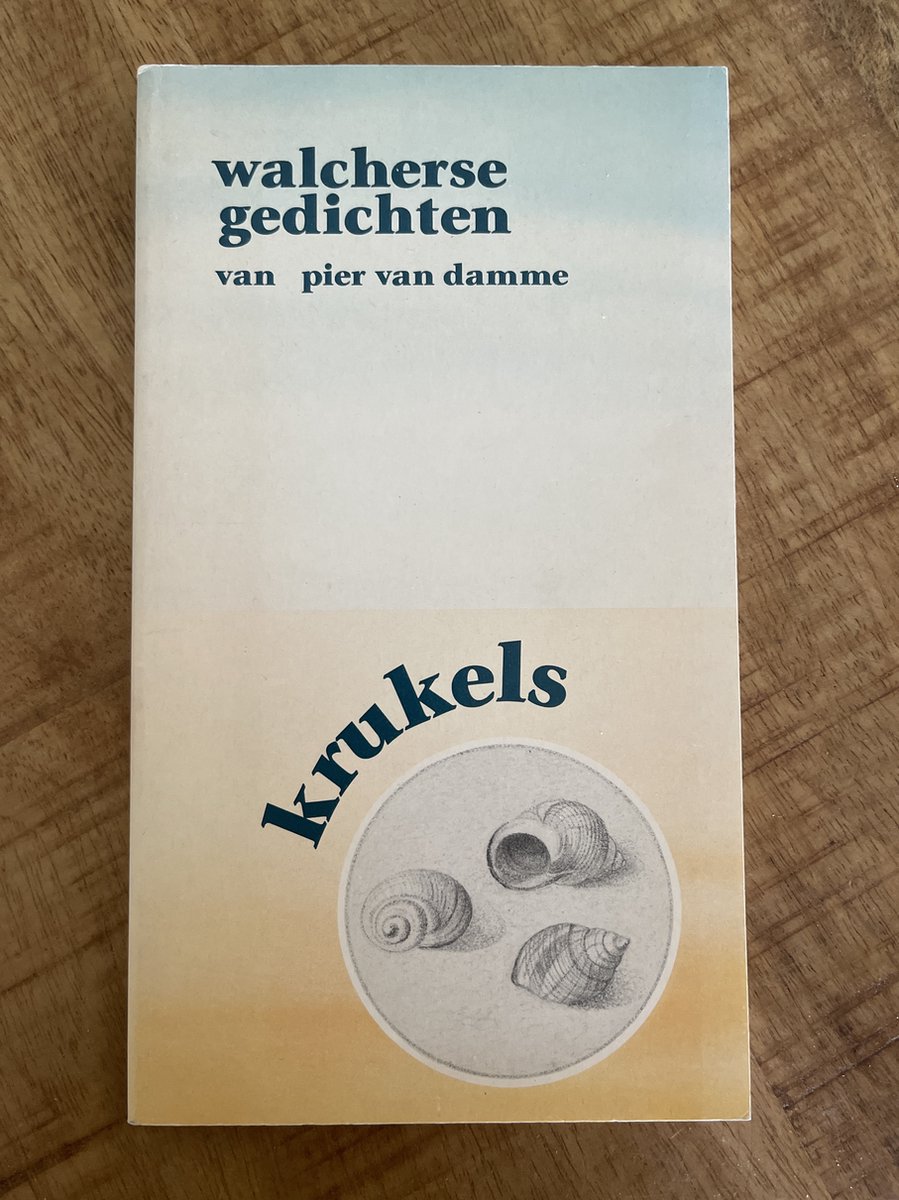 walcherse
gedichten
van pier van damme
krukels